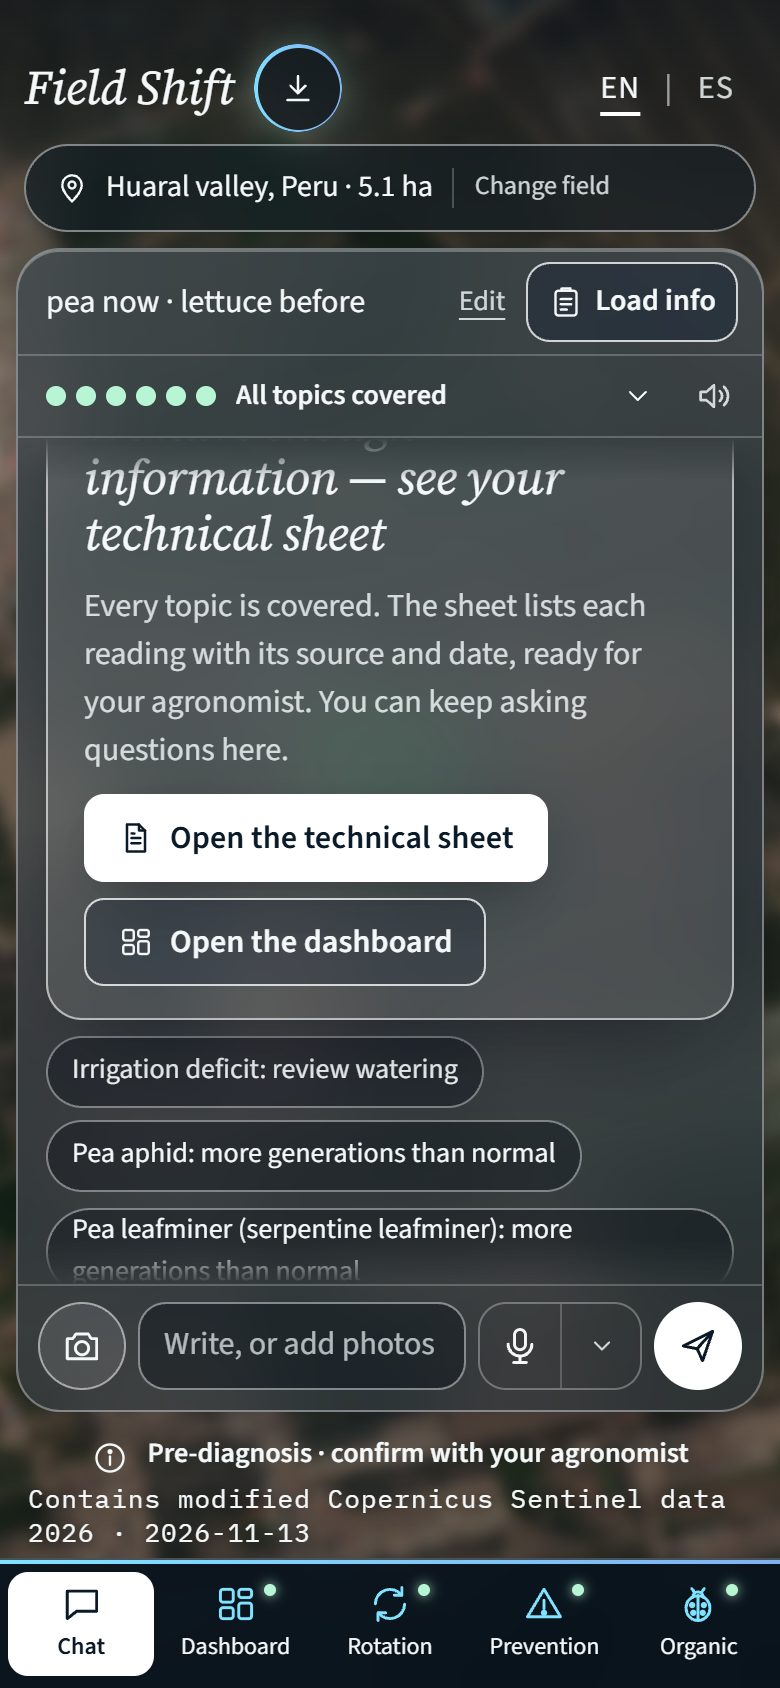 Field Shift
EN | ES
Huaral valley, Peru · 5.1 ha
Change field
pea now · lettuce before
Edit
Load info
All topics covered
information — see your
technical sheet
Every topic is covered. The sheet lists each
reading with its source and date, ready for
your agronomist. You can keep asking
questions here.
Open the technical sheet
Open the dashboard
Irrigation deficit: review watering
Pea aphid: more generations than normal
Pea leafminer (serpentine leafminer): more
generations than normal
Write, or add photos
Pre-diagnosis · confirm with your agronomist
Contains modified Copernicus Sentinel data
2026 · 2026-11-13
Chat
Dashboard
Rotation
Prevention
Organic